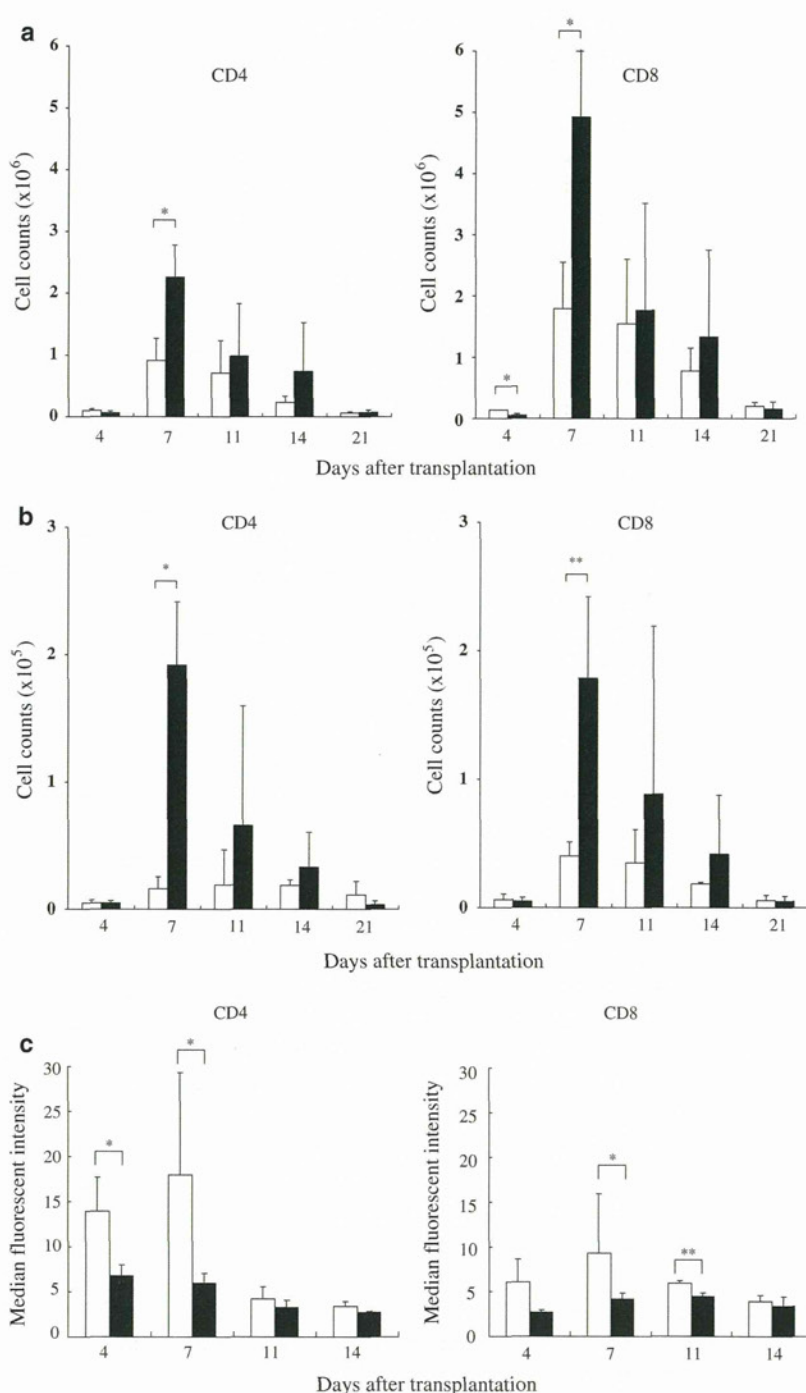 a
CD4
CD8
6
5
4
3
2
1
0
Cell counts (x10⁶)
*
4 7 11 14 21
6
5
4
3
2
1
0
Cell counts (x10⁶)
*
*
4 7 11 14 21
Days after transplantation
b
CD4
CD8
3
2
1
0
Cell counts (x10⁵)
*
4 7 11 14 21
3
2
1
0
Cell counts (x10⁵)
**
4 7 11 14 21
Days after transplantation
c
CD4
CD8
30
25
20
15
10
5
0
Median fluorescent intensity
*
*
4 7 11 14
30
25
20
15
10
5
0
Median fluorescent intensity
*
**
4 7 11 14
Days after transplantation